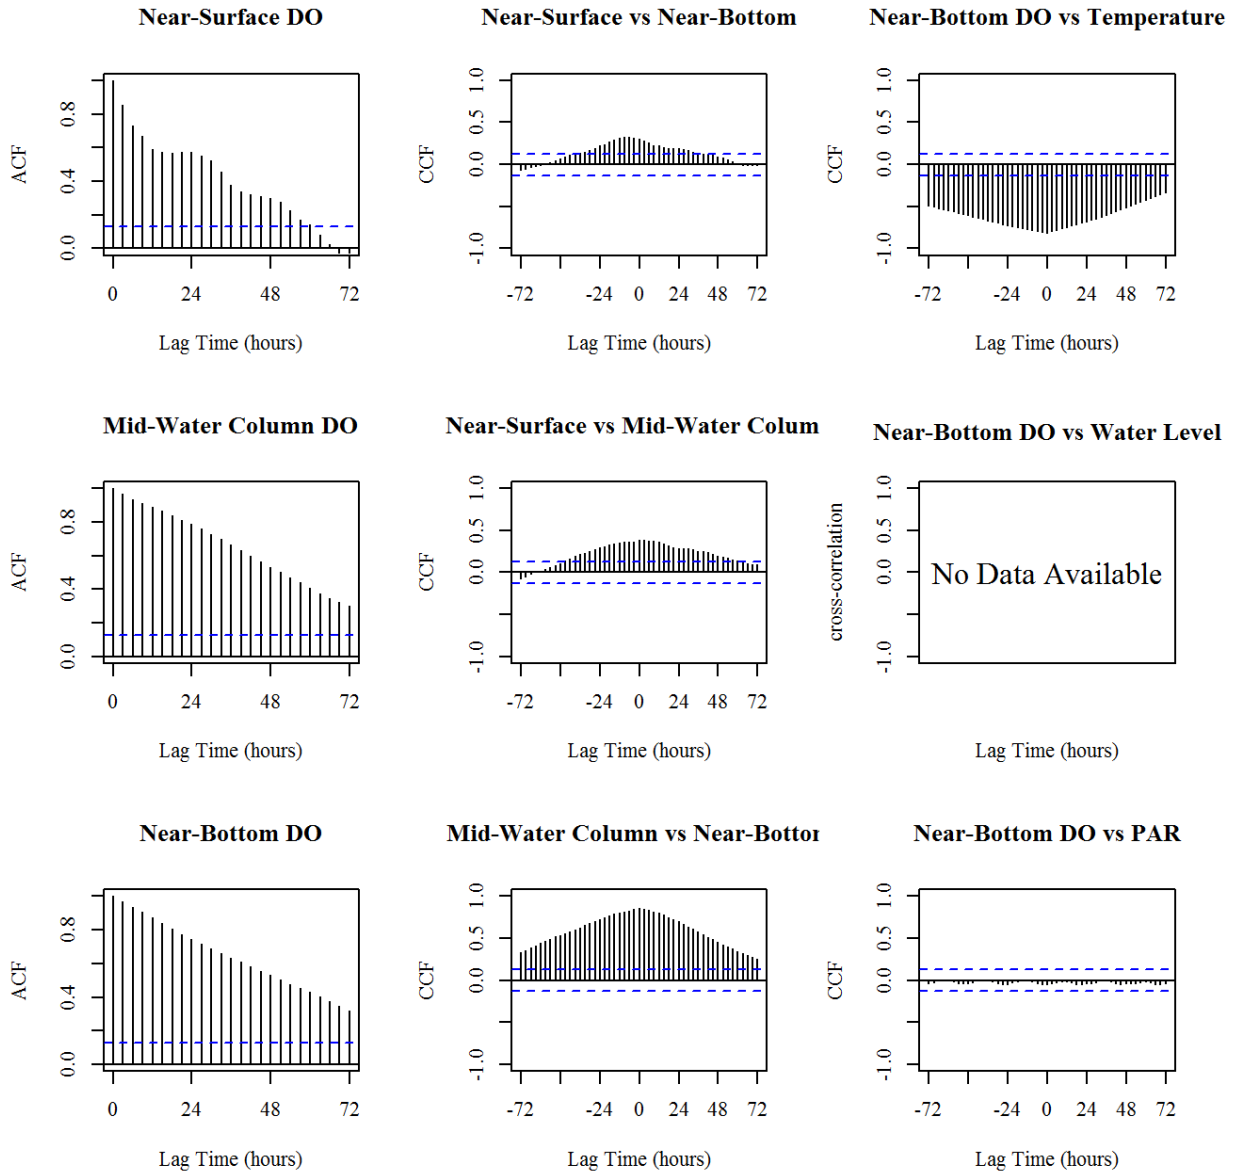 Near-Surface DO
ACF
0.0 0.4 0.8
0 24 48 72
Lag Time (hours)
Near-Surface vs Near-Bottom
CCF
-1.0 0.0 0.5 1.0
-72 -24 0 24 48 72
Lag Time (hours)
Near-Bottom DO vs Temperature
CCF
-1.0 0.0 0.5 1.0
-72 -24 0 24 48 72
Lag Time (hours)
Mid-Water Column DO
ACF
0.0 0.4 0.8
0 24 48 72
Lag Time (hours)
Near-Surface vs Mid-Water Colum
CCF
-1.0 0.0 0.5 1.0
-72 -24 0 24 48 72
Lag Time (hours)
Near-Bottom DO vs Water Level
cross-correlation
-1.0 0.0 0.5 1.0
No Data Available
Lag Time (hours)
Near-Bottom DO
ACF
0.0 0.4 0.8
0 24 48 72
Lag Time (hours)
Mid-Water Column vs Near-Bottor
CCF
-1.0 0.0 0.5 1.0
-72 -24 0 24 48 72
Lag Time (hours)
Near-Bottom DO vs PAR
CCF
-1.0 0.0 0.5 1.0
-72 -24 0 24 48 72
Lag Time (hours)